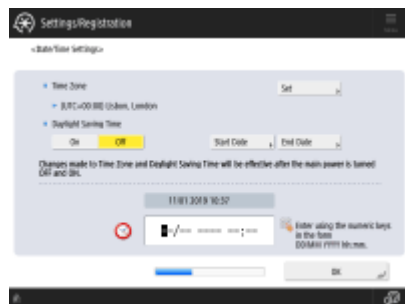 Settings/Registration
Menu
<Date/Time Settings>
Time Zone
Set
(UTC+00:00) Lisbon, London
Daylight Saving Time
On
Off
Start Date
End Date
Changes made to Time Zone and Daylight Saving Time will be effective after the main power is turned
OFF and ON.
11/01 2019 10:57
--/-- ---- --:--
Enter using the numeric keys
in the form
DD/MM YYYY hh:mm.
OK